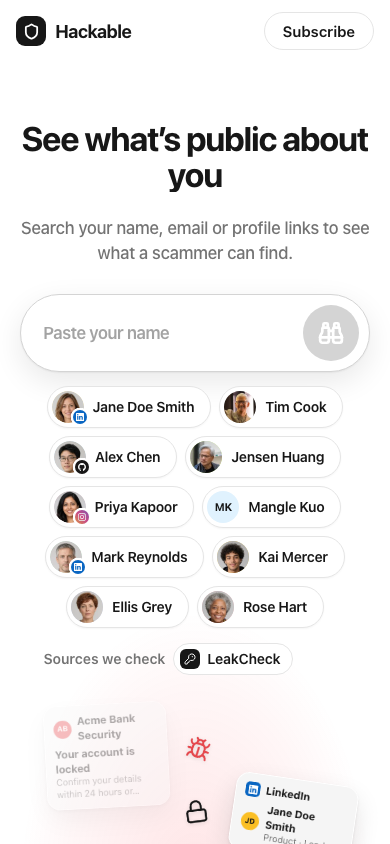 Hackable
Subscribe
See what’s public about
you
Search your name, email or profile links to see
what a scammer can find.
Paste your name
Jane Doe Smith
Tim Cook
Alex Chen
Jensen Huang
Priya Kapoor
MK Mangle Kuo
Mark Reynolds
Kai Mercer
Ellis Grey
Rose Hart
Sources we check
LeakCheck
AB Acme Bank
Security
Your account is
locked
Confirm your details
within 24 hours or...
LinkedIn
JD Jane Doe
Smith
Product